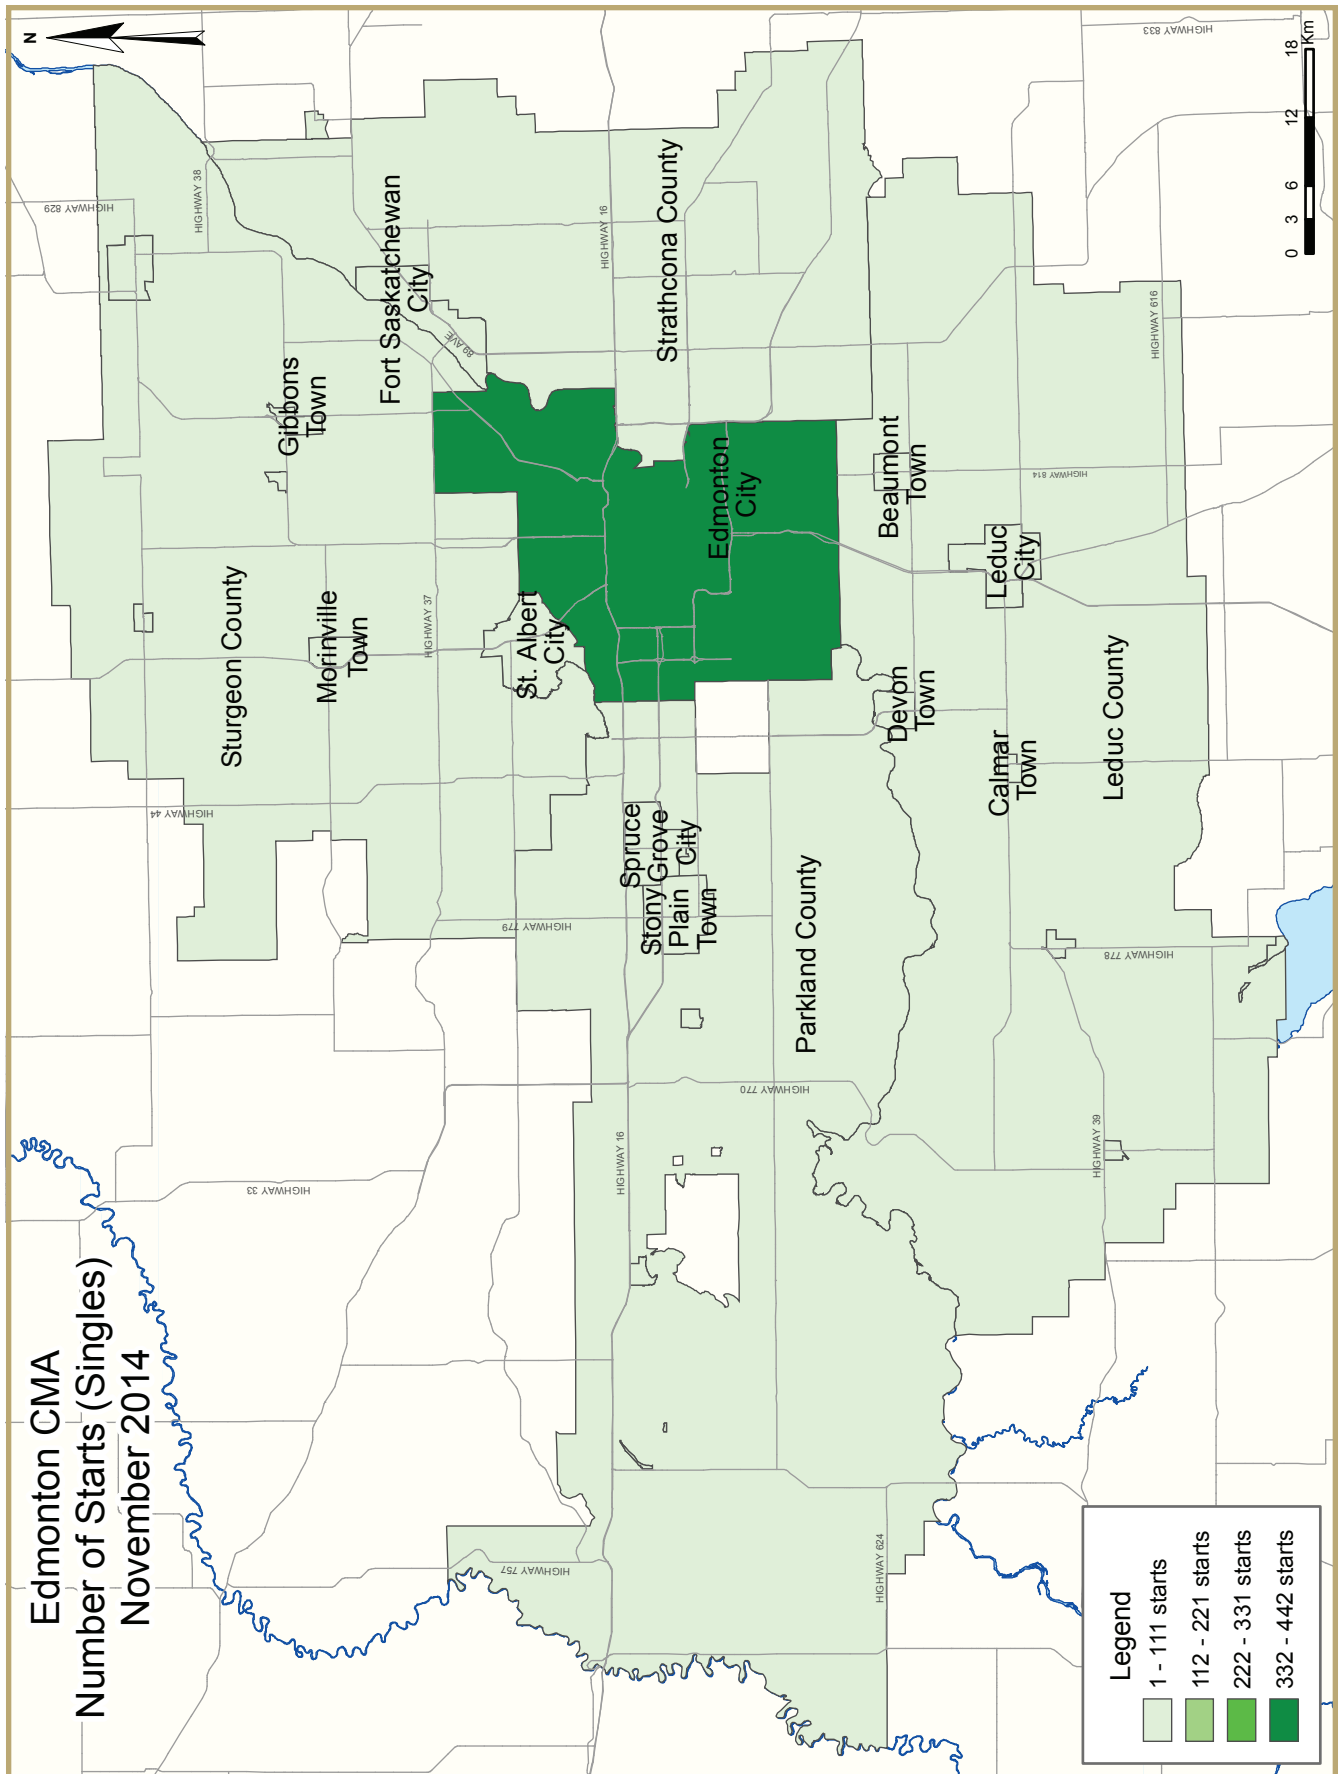 Edmonton CMA
Number of Starts (Singles)
November 2014
N
HIGHWAY 829
HIGHWAY 38
HIGHWAY 833
Fort Saskatchewan
City
89 AVE
HIGHWAY 16
Strathcona County
Gibbons
Town
Sturgeon County
Morinville
Town
HIGHWAY 37
St. Albert
City
HIGHWAY 44
Edmonton
City
Beaumont
Town
HIGHWAY 814
HIGHWAY 616
Leduc
City
Devon
Town
Calmar
Town
Leduc County
Spruce
Grove
City
Stony
Plain
Town
HIGHWAY 779
Parkland County
HIGHWAY 778
HIGHWAY 770
HIGHWAY 33
HIGHWAY 16
HIGHWAY 39
HIGHWAY 757
HIGHWAY 624
0 3 6 12 18
Km
Legend
1 - 111 starts
112 - 221 starts
222 - 331 starts
332 - 442 starts